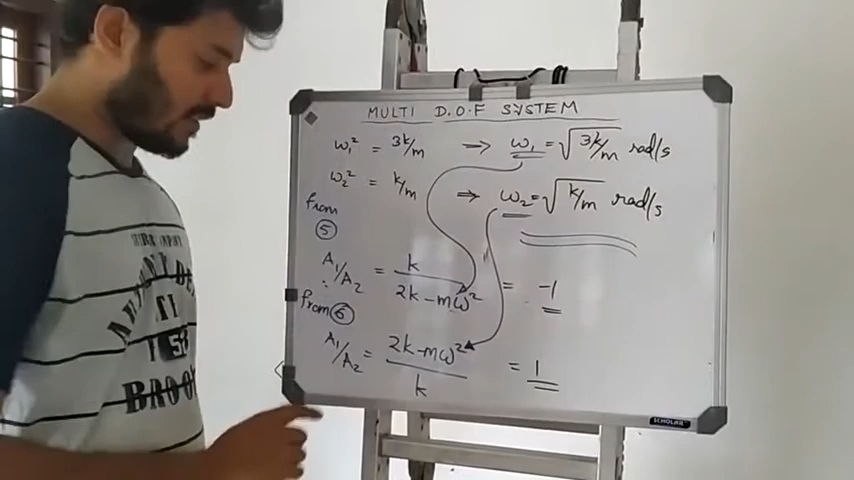 MULTI D.O.F SYSTEM
ω₁² = 3k/m → ω₁ = √3k/m rad/s
ω₂² = k/m ⇒ ω₂ = √k/m rad/s
from
⑤
A₁/A₂ = k / 2k-mω² = -1
from ⑥
A₁/A₂ = 2k-mω² / k = 1
SCHOLAR
BROO